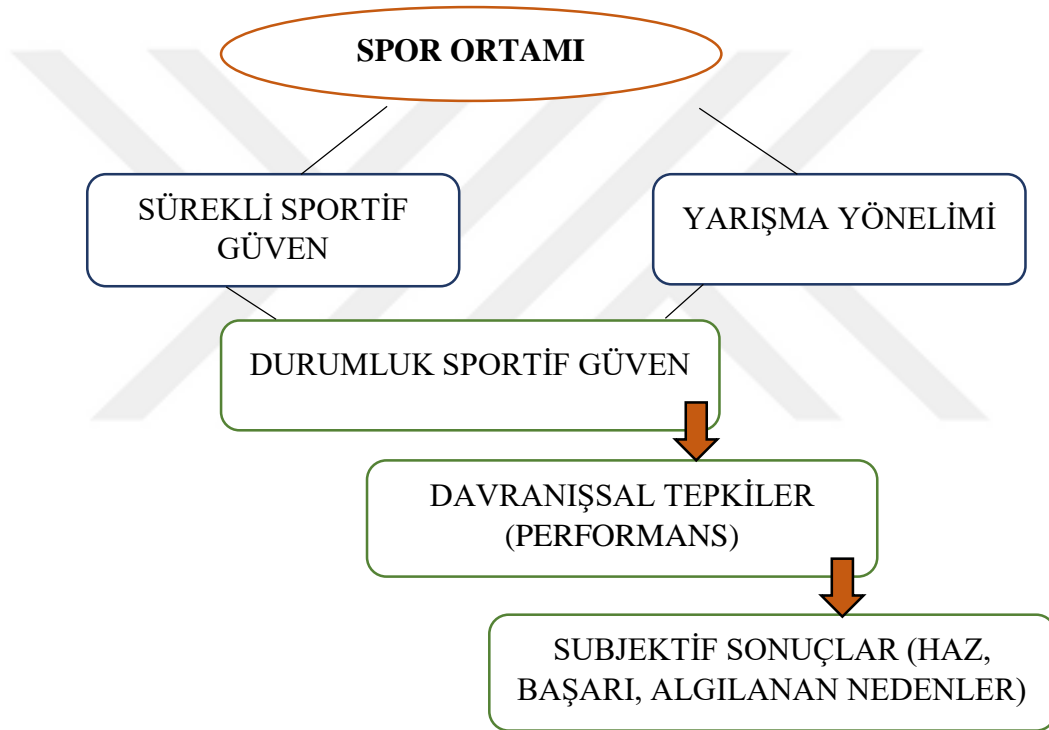 SPOR ORTAMI
SÜREKLİ SPORTİF
GÜVEN
YARIŞMA YÖNELİMİ
DURUMLUK SPORTİF GÜVEN
DAVRANIŞSAL TEPKİLER
(PERFORMANS)
SUBJEKTİF SONUÇLAR (HAZ,
BAŞARI, ALGILANAN NEDENLER)